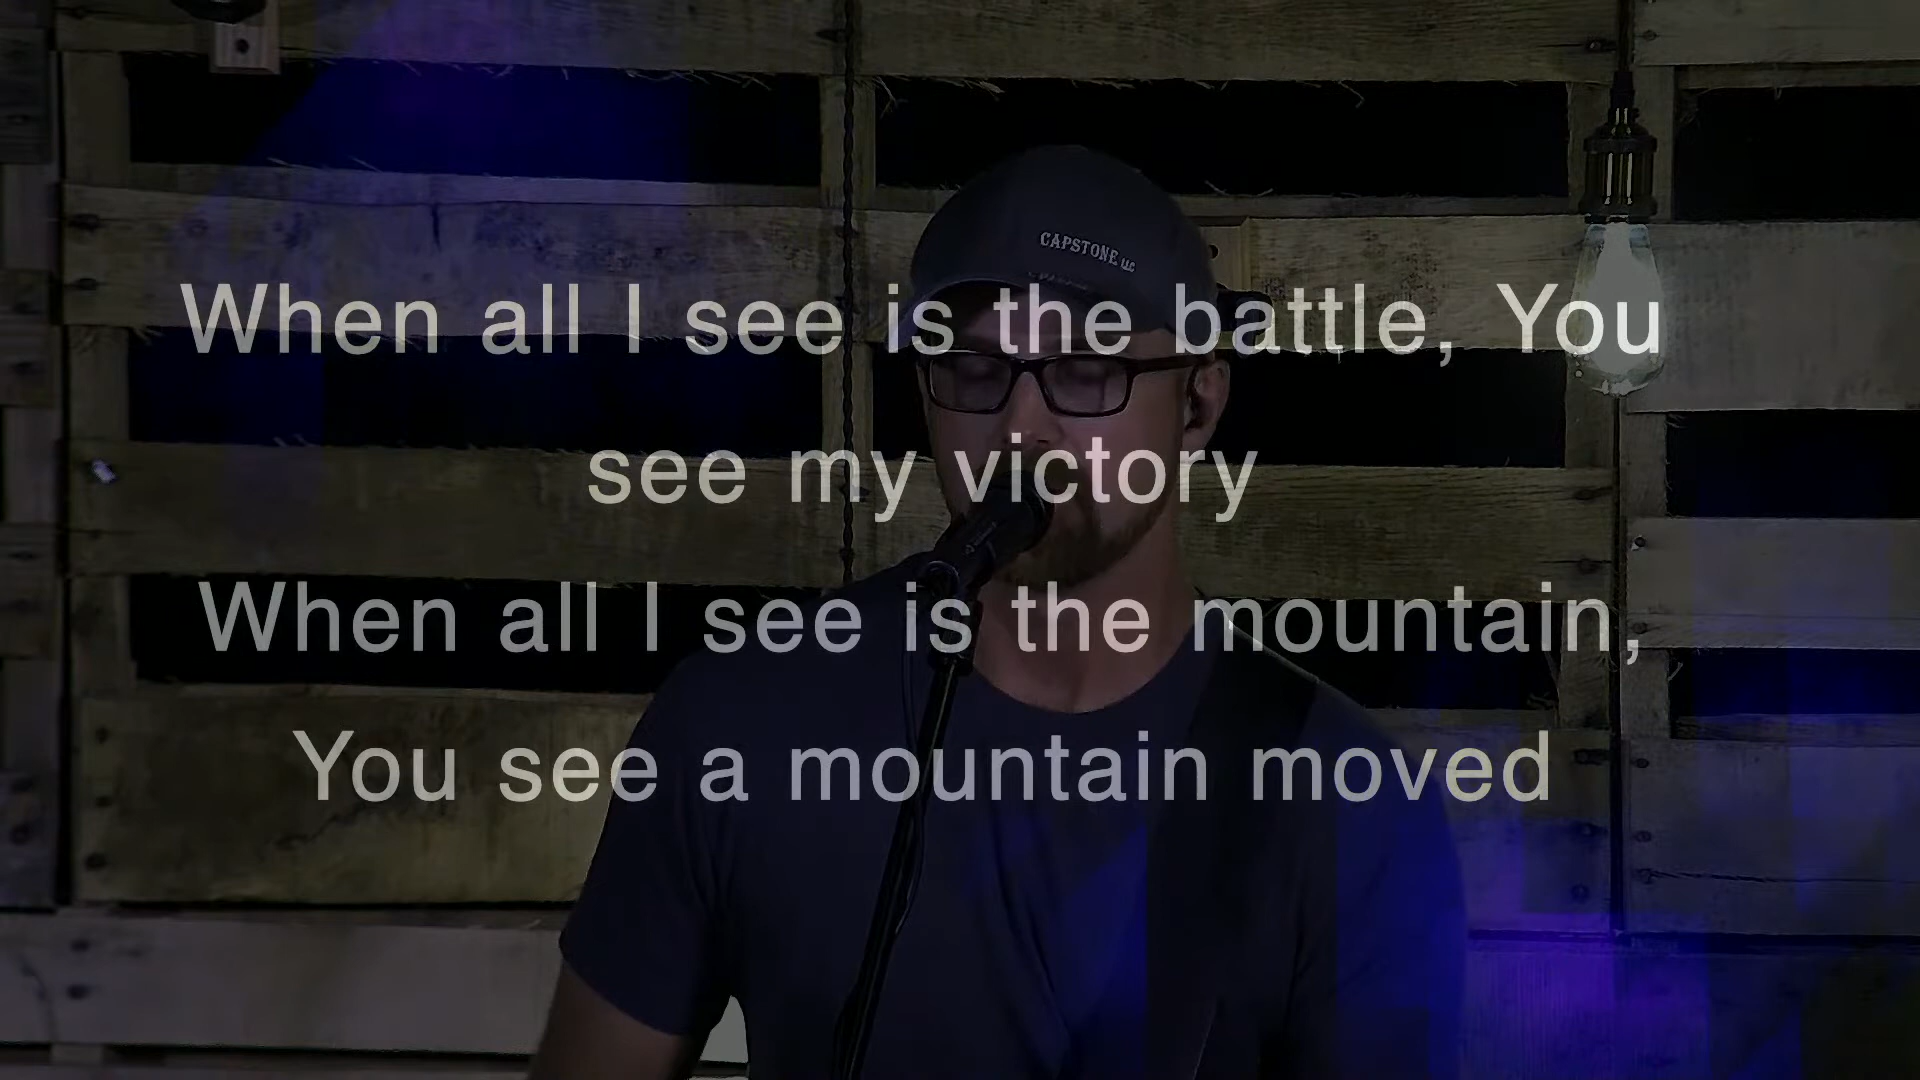 CAPSTONE LLC
When all I see is the battle, You
see my victory
When all I see is the mountain,
You see a mountain moved